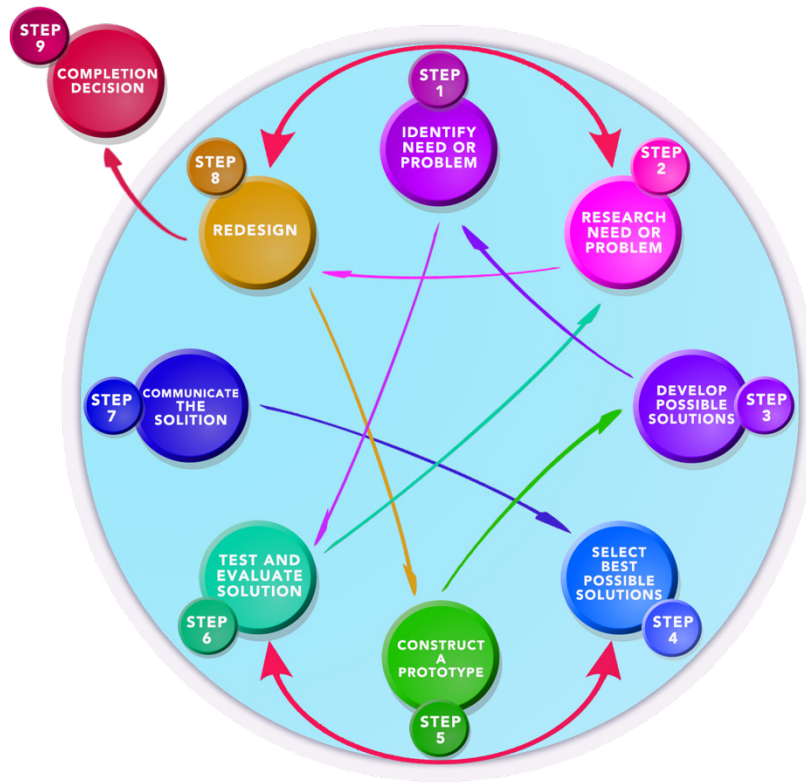 STEP
9
COMPLETION
DECISION
STEP
1
IDENTIFY
NEED OR
PROBLEM
STEP
2
RESEARCH
NEED OR
PROBLEM
STEP
3
DEVELOP
POSSIBLE
SOLUTIONS
STEP
4
SELECT
BEST
POSSIBLE
SOLUTIONS
STEP
5
CONSTRUCT
A
PROTOTYPE
STEP
6
TEST AND
EVALUATE
SOLUTION
STEP
7
COMMUNICATE
THE
SOLITION
STEP
8
REDESIGN